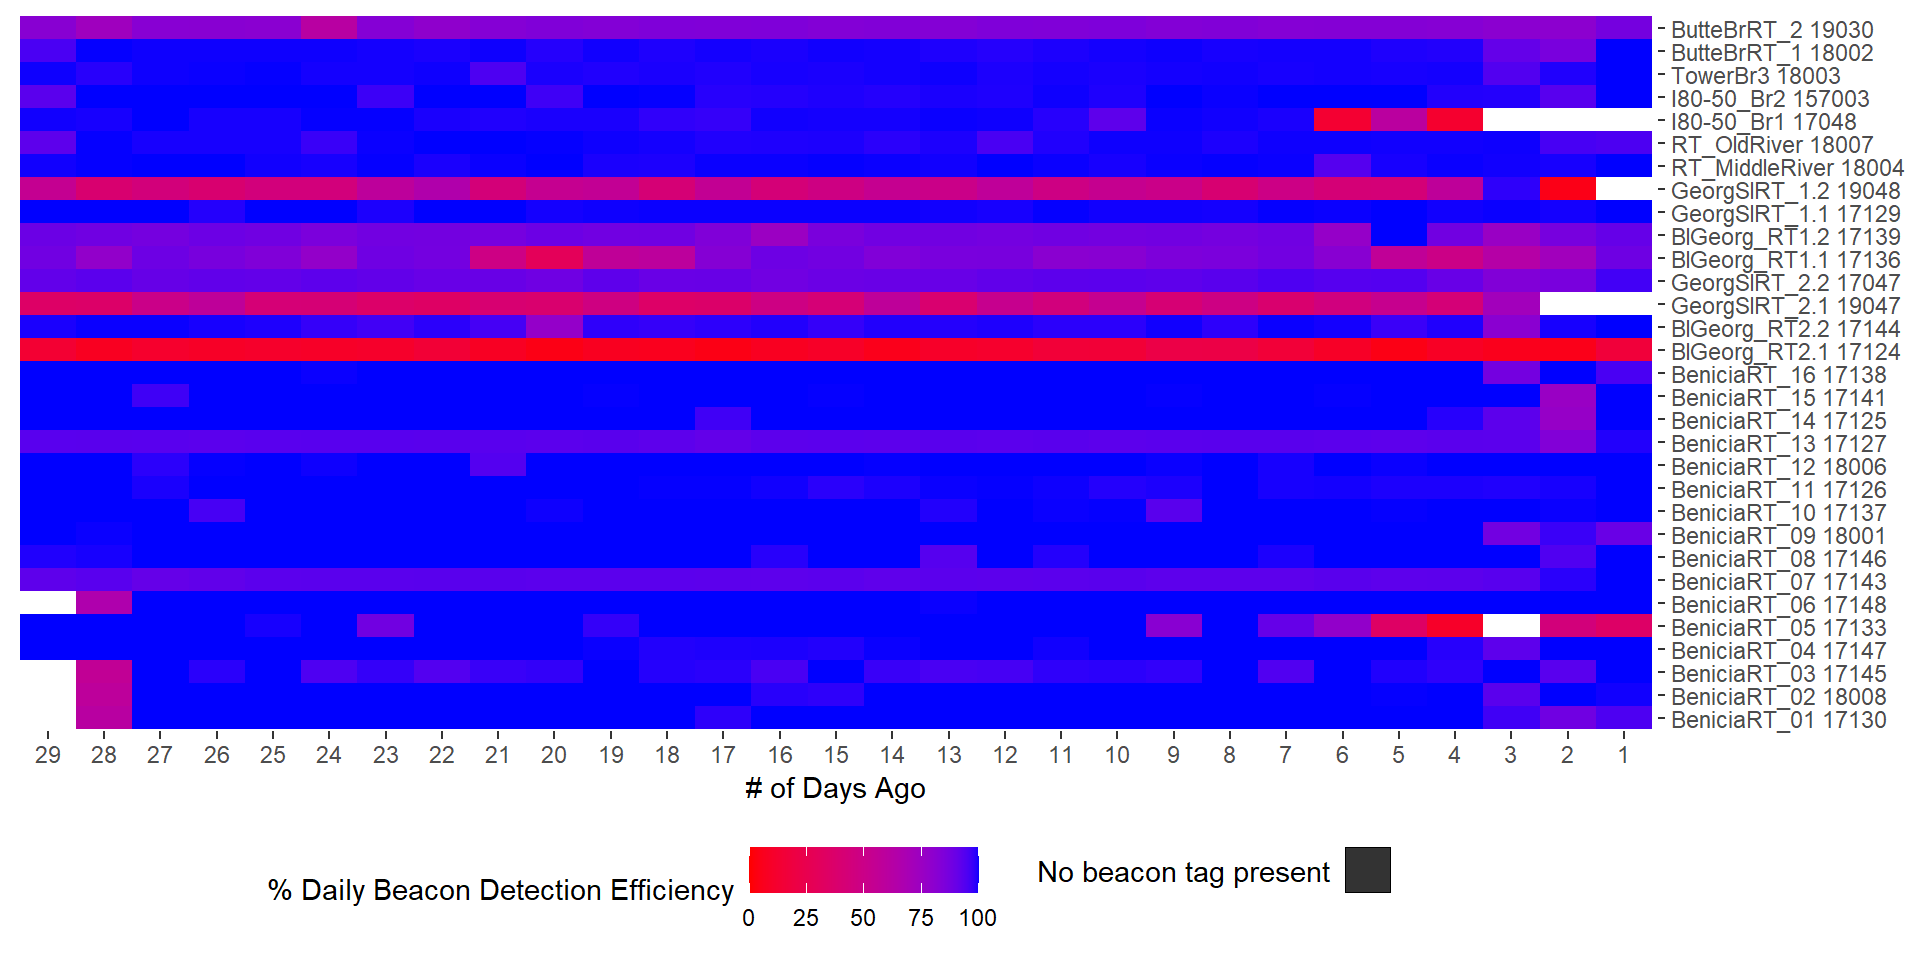 ButteBrRT_2 19030
ButteBrRT_1 18002
TowerBr3 18003
I80-50_Br2 157003
I80-50_Br1 17048
RT_OldRiver 18007
RT_MiddleRiver 18004
GeorgSlRT_1.2 19048
GeorgSlRT_1.1 17129
BlGeorg_RT1.2 17139
BlGeorg_RT1.1 17136
GeorgSlRT_2.2 17047
GeorgSlRT_2.1 19047
BlGeorg_RT2.2 17144
BlGeorg_RT2.1 17124
BeniciaRT_16 17138
BeniciaRT_15 17141
BeniciaRT_14 17125
BeniciaRT_13 17127
BeniciaRT_12 18006
BeniciaRT_11 17126
BeniciaRT_10 17137
BeniciaRT_09 18001
BeniciaRT_08 17146
BeniciaRT_07 17143
BeniciaRT_06 17148
BeniciaRT_05 17133
BeniciaRT_04 17147
BeniciaRT_03 17145
BeniciaRT_02 18008
BeniciaRT_01 17130
29 28 27 26 25 24 23 22 21 20 19 18 17 16 15 14 13 12 11 10 9 8 7 6 5 4 3 2 1
# of Days Ago
% Daily Beacon Detection Efficiency
0 25 50 75 100
No beacon tag present